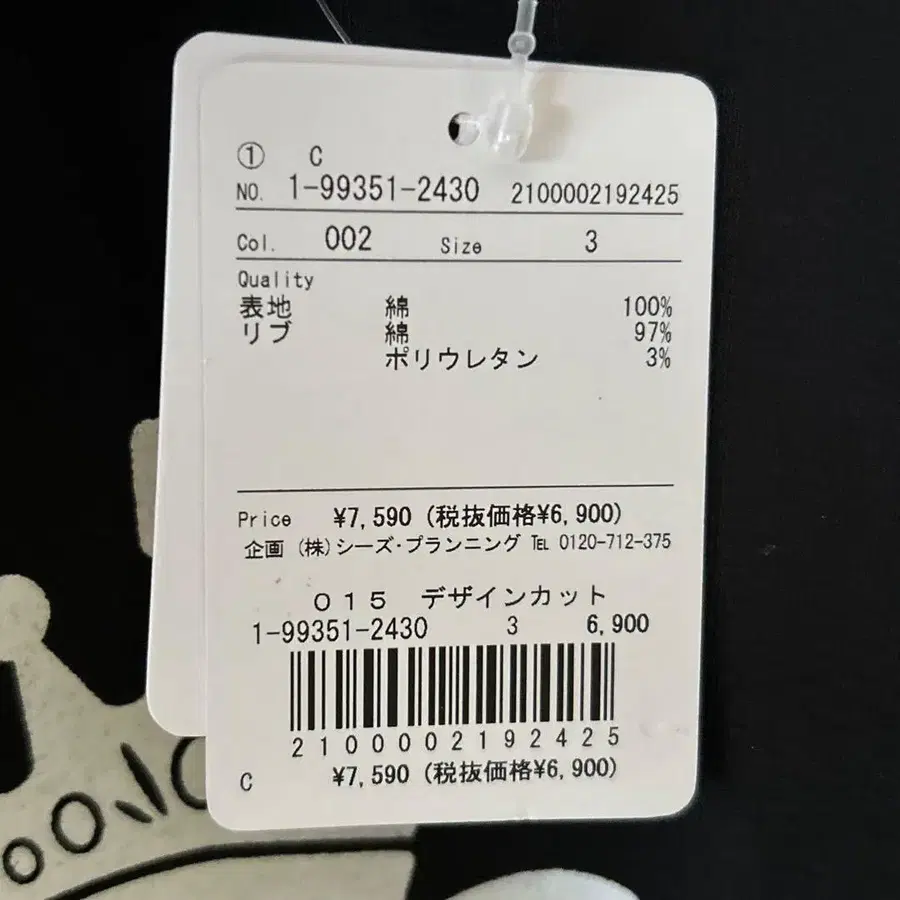 ① C
NO. 1-99351-2430 2100002192425
Col. 002 Size 3
Quality
表地 綿 100%
リブ 綿 97%
ポリウレタン 3%
Price ¥7,590 (税抜価格¥6,900)
企画 (株)シーズ・プランニング ℡ 0120-712-375
015 デザインカット
1-99351-2430 3 6,900
2100002192425
C ¥7,590 (税抜価格¥6,900)